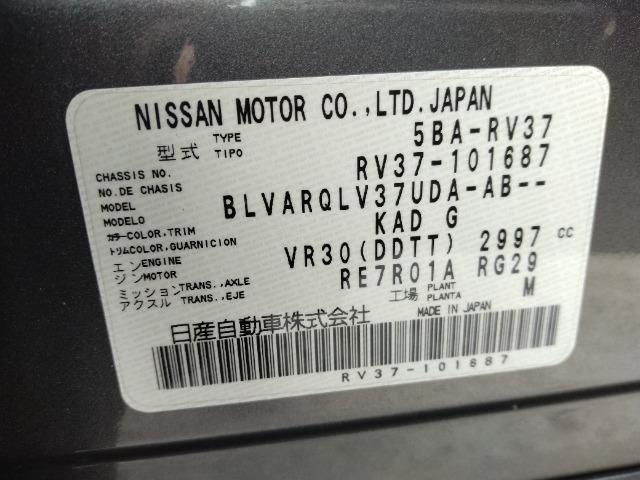 NISSAN MOTOR CO.,LTD.JAPAN
型式 TYPE TIPO 5BA-RV37
CHASSIS NO. NO.DE CHASIS RV37-101687
MODEL MODELO BLVARQLV37UDA-AB--
カラー COLOR,TRIM トリム COLOR,GUARNICION KAD G
エンジン ENGINE MOTOR VR30(DDTT) 2997 cc
ミッション アクスル TRANS.,AXLE TRANS.,EJE RE7R01A RG29
工場 PLANT PLANTA M
日産自動車株式会社 MADE IN JAPAN
RV37-101687